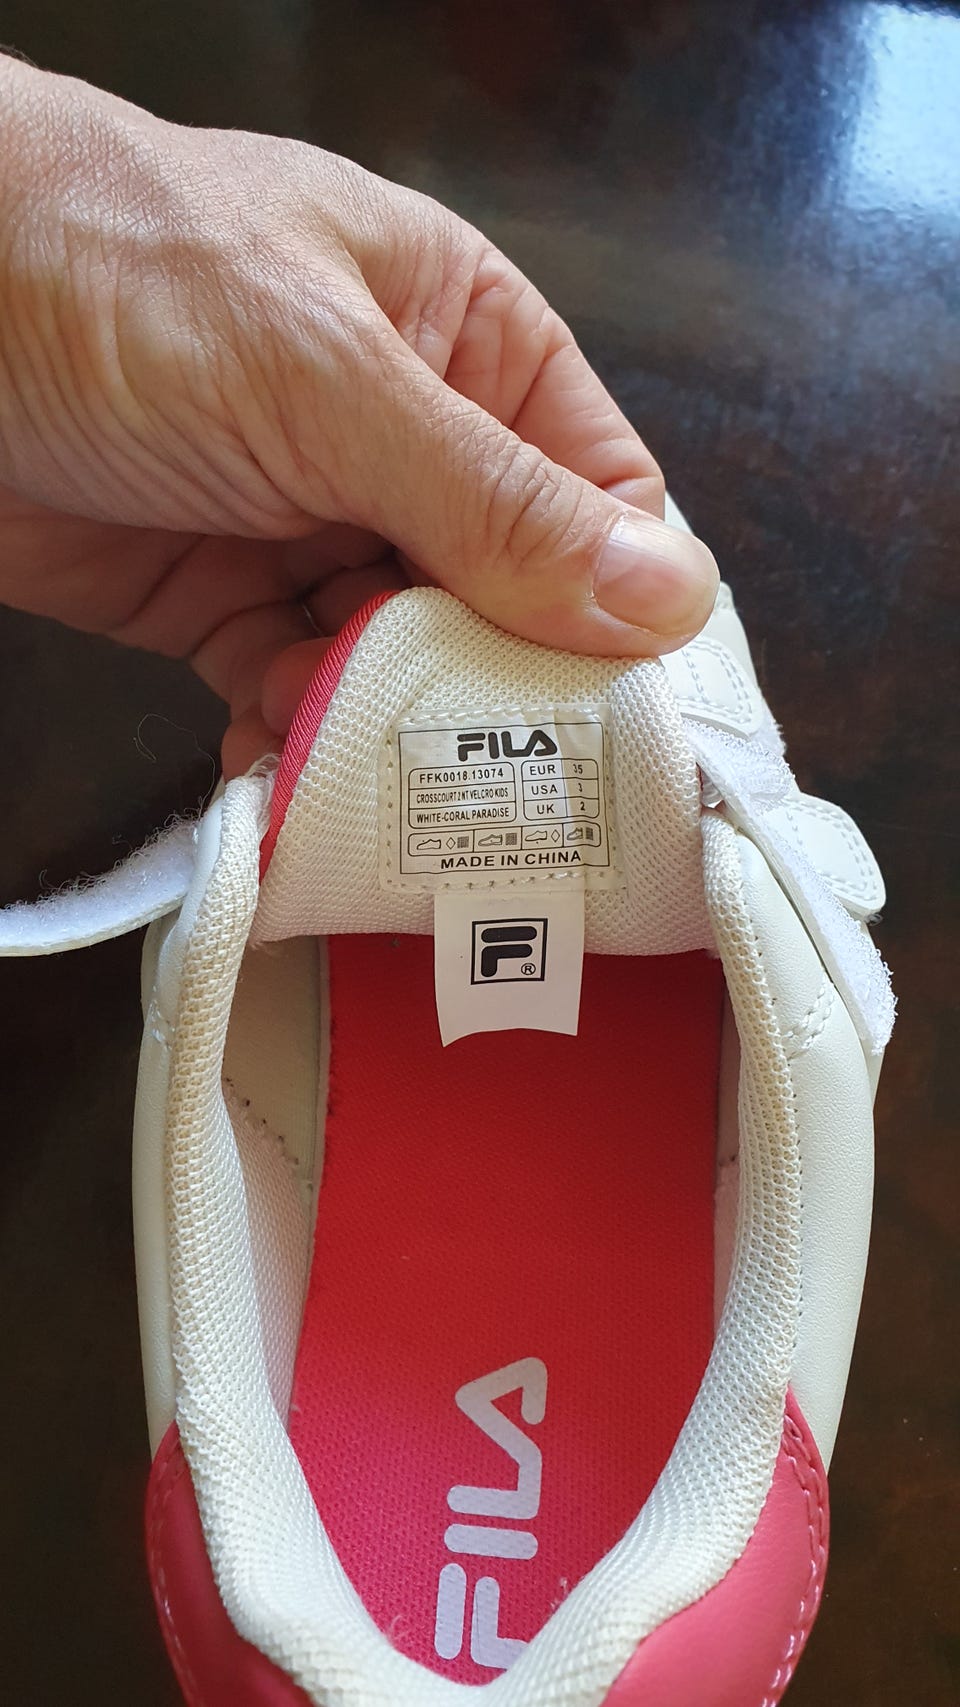 FILA
FFK0018.13074
CROSSCOURT 2 NT VELCRO KIDS
WHITE-CORAL PARADISE
EUR 35
USA 3
UK 2
MADE IN CHINA
F ®
FILA